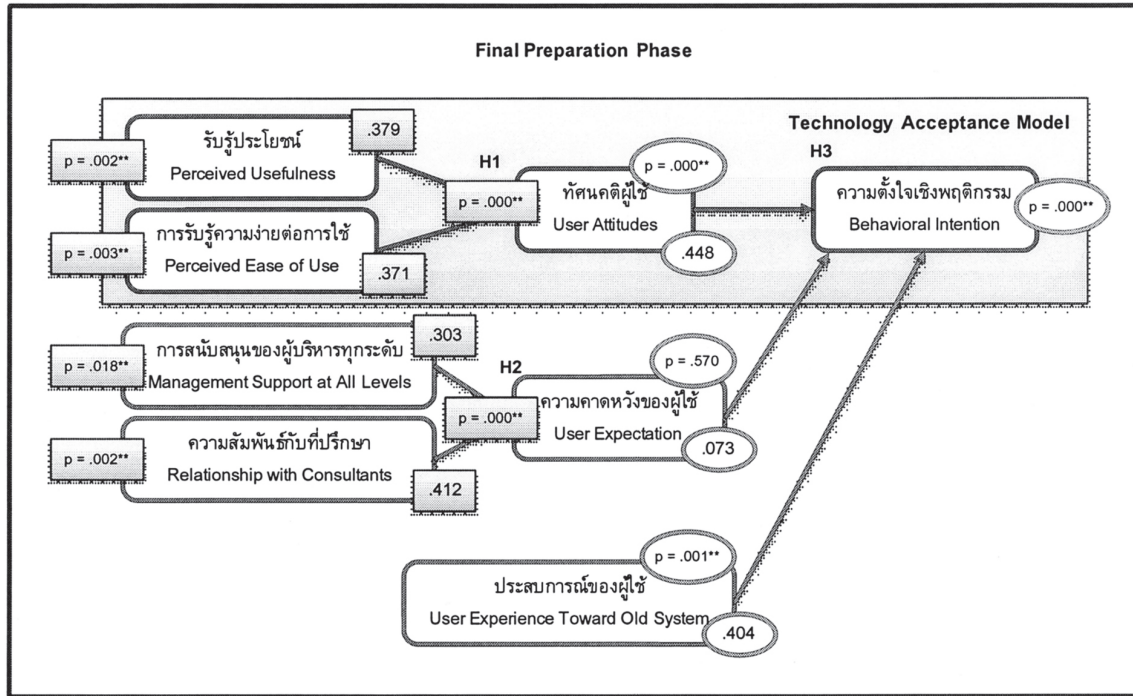 Final Preparation Phase
Technology Acceptance Model
รับรู้ประโยชน์
Perceived Usefulness
p = .002**
.379
การรับรู้ความง่ายต่อการใช้
Perceived Ease of Use
p = .003**
.371
H1
p = .000**
ทัศนคติผู้ใช้
User Attitudes
p = .000**
.448
H3
ความตั้งใจเชิงพฤติกรรม
Behavioral Intention
p = .000**
การสนับสนุนของผู้บริหารทุกระดับ
Management Support at All Levels
p = .018**
.303
ความสัมพันธ์กับที่ปรึกษา
Relationship with Consultants
p = .002**
.412
H2
p = .000**
ความคาดหวังของผู้ใช้
User Expectation
p = .570
.073
ประสบการณ์ของผู้ใช้
User Experience Toward Old System
p = .001**
.404